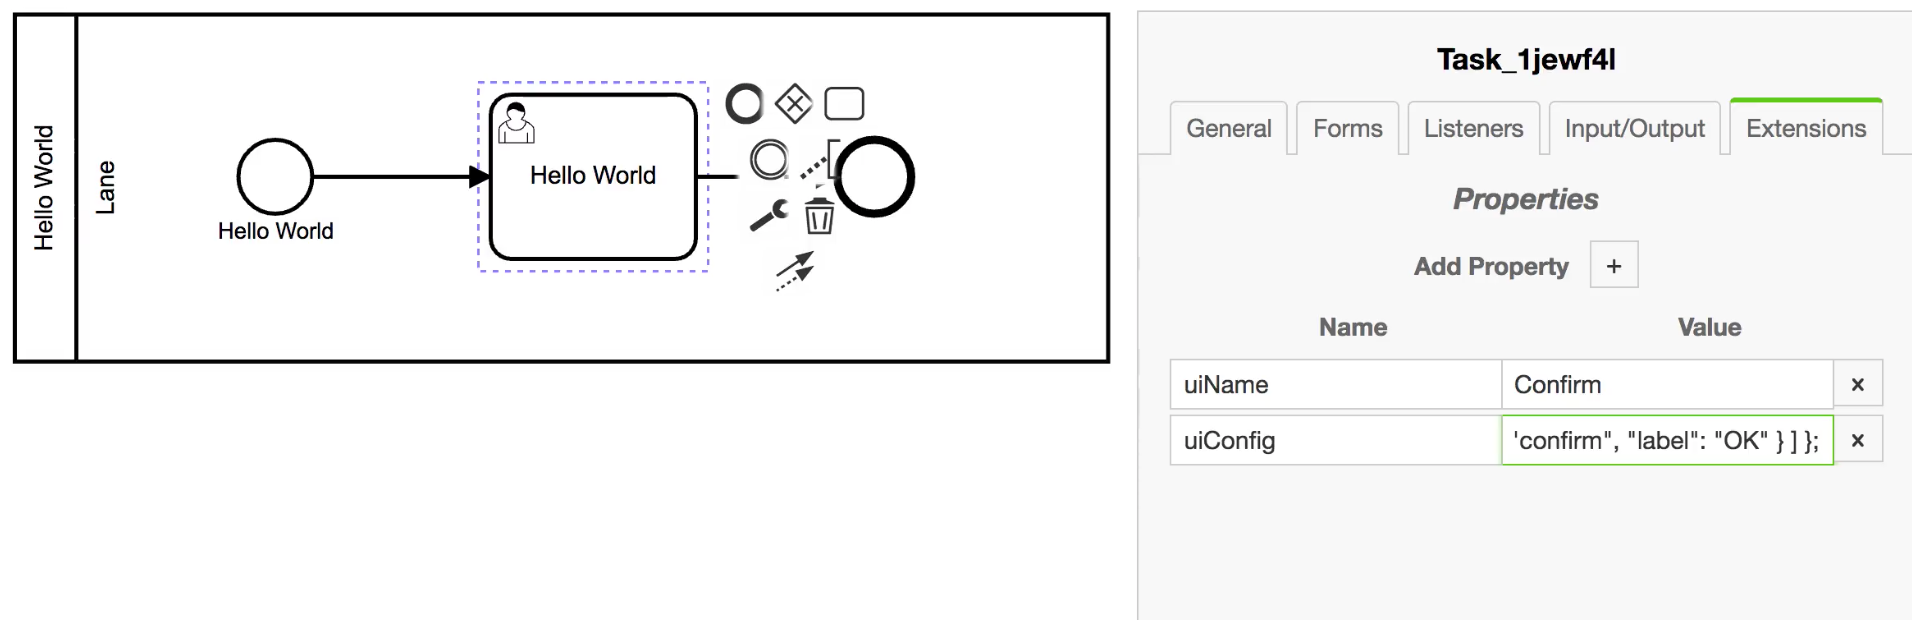 Hello World
Lane
Hello World
Hello World
Task_1jewf4l
General
Forms
Listeners
Input/Output
Extensions
Properties
Add Property +
Name Value
uiName Confirm ×
uiConfig 'confirm", "label": "OK" } ] }; ×